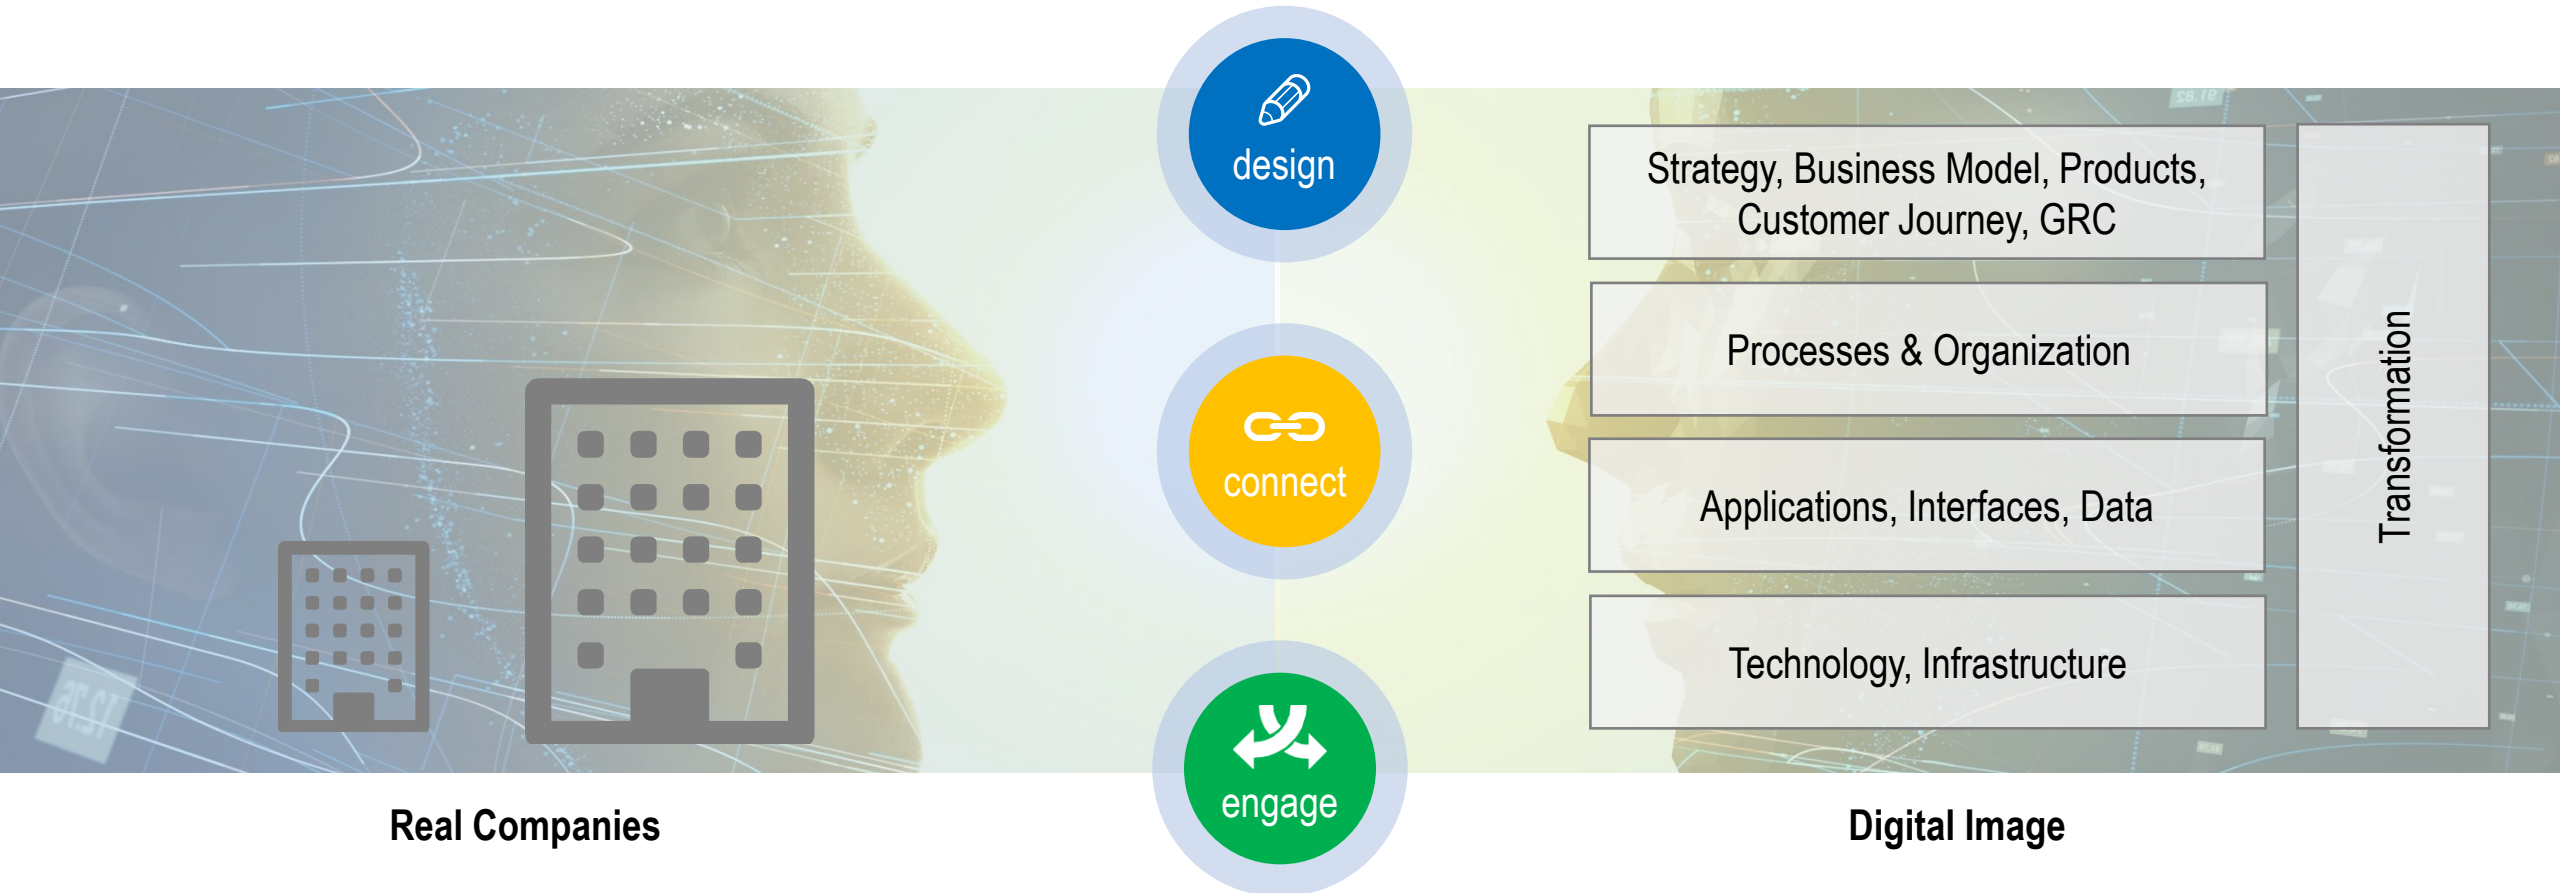 design
connect
engage
Strategy, Business Model, Products,
Customer Journey, GRC
Processes & Organization
Applications, Interfaces, Data
Technology, Infrastructure
Transformation
Real Companies
Digital Image